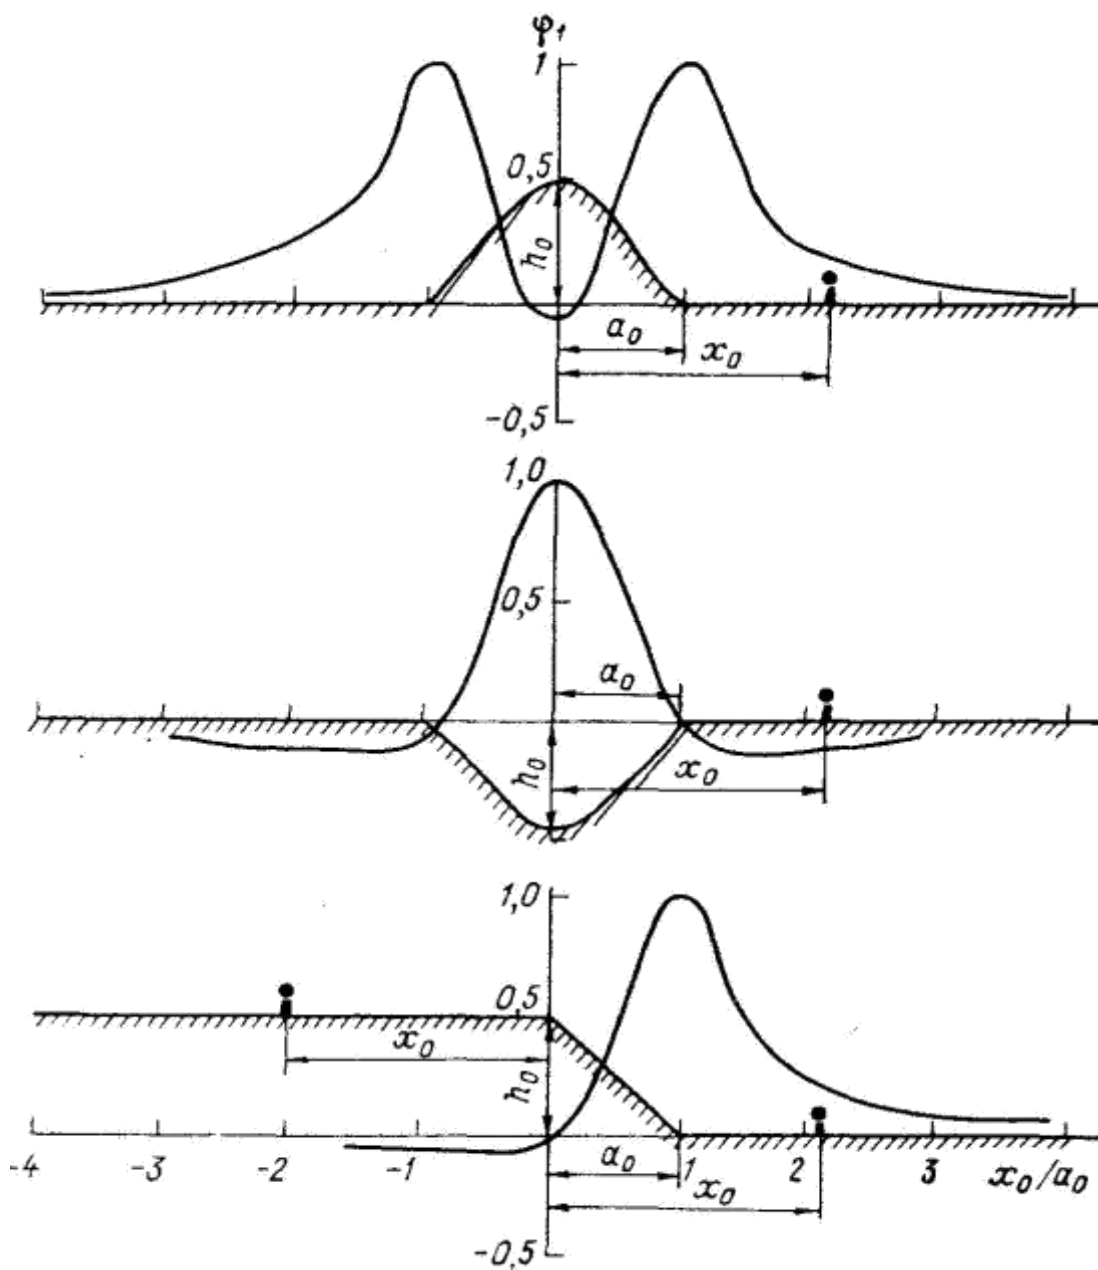 φ₁
1
0,5
h₀
a₀
x₀
-0,5
1,0
0,5
a₀
h₀
x₀
1,0
0,5
x₀
h₀
-4 -3 -2 -1 a₀ 1 2 3 x₀/a₀
x₀
-0,5